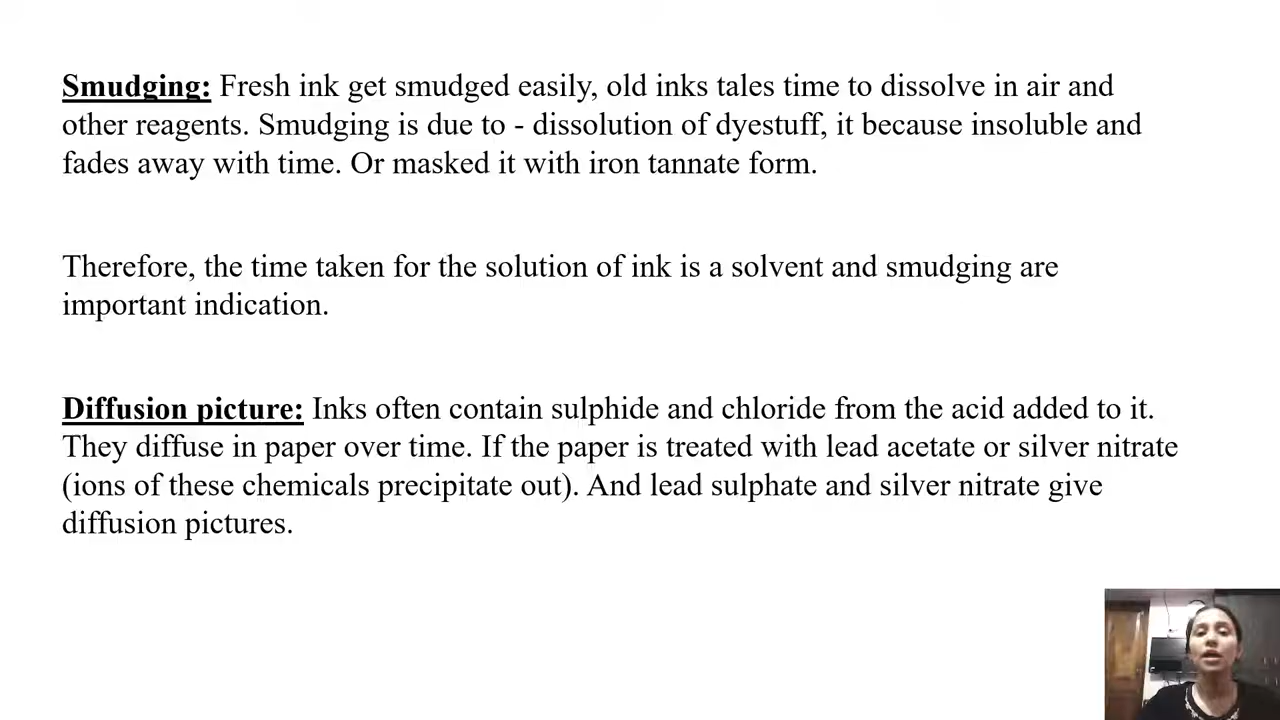 Smudging: Fresh ink get smudged easily, old inks tales time to dissolve in air and
other reagents. Smudging is due to - dissolution of dyestuff, it because insoluble and
fades away with time. Or masked it with iron tannate form.
Therefore, the time taken for the solution of ink is a solvent and smudging are
important indication.
Diffusion picture: Inks often contain sulphide and chloride from the acid added to it.
They diffuse in paper over time. If the paper is treated with lead acetate or silver nitrate
(ions of these chemicals precipitate out). And lead sulphate and silver nitrate give
diffusion pictures.